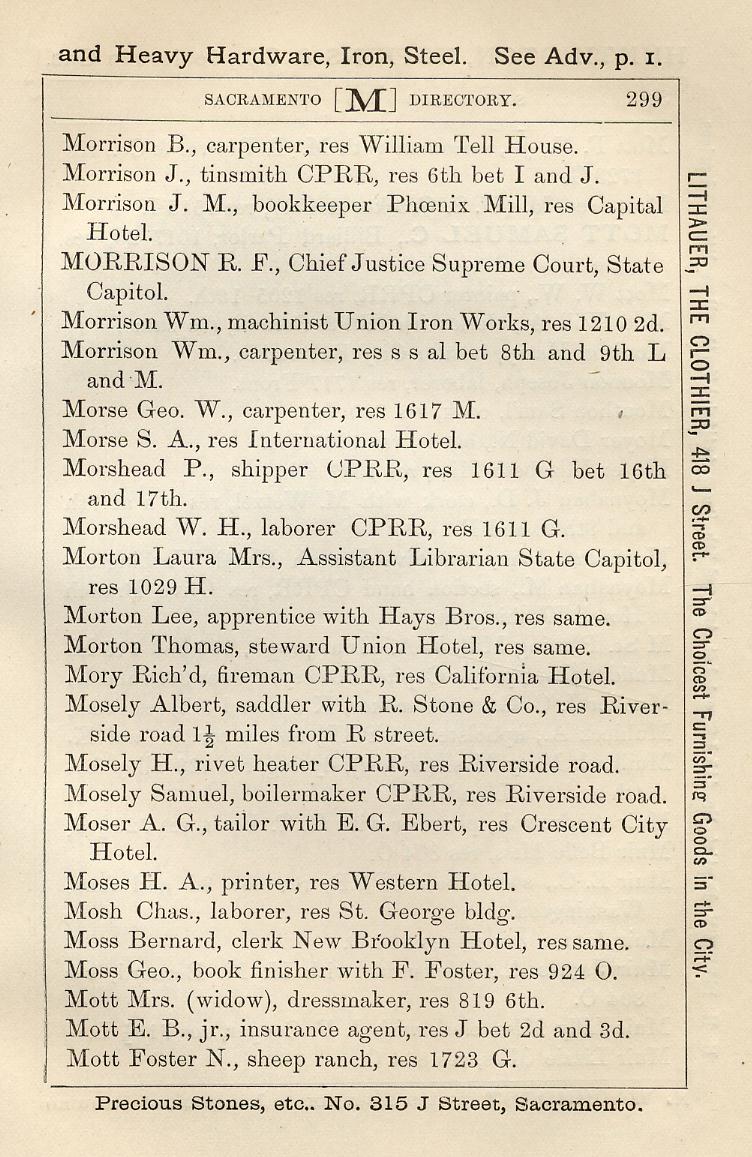 and Heavy Hardware, Iron, Steel. See Adv., p. 1.
SACRAMENTO [M] DIRECTORY. 299
Morrison B., carpenter, res William Tell House.
Morrison J., tinsmith CPRR, res 6th bet I and J.
Morrison J. M., bookkeeper Phœnix Mill, res Capital
Hotel.
MORRISON R. F., Chief Justice Supreme Court, State
Capitol.
Morrison Wm., machinist Union Iron Works, res 1210 2d.
Morrison Wm., carpenter, res s s al bet 8th and 9th L
and M.
Morse Geo. W., carpenter, res 1617 M.
Morse S. A., res International Hotel.
Morshead P., shipper CPRR, res 1611 G bet 16th
and 17th.
Morshead W. H., laborer CPRR, res 1611 G.
Morton Laura Mrs., Assistant Librarian State Capitol,
res 1029 H.
Morton Lee, apprentice with Hays Bros., res same.
Morton Thomas, steward Union Hotel, res same.
Mory Rich'd, fireman CPRR, res California Hotel.
Mosely Albert, saddler with R. Stone & Co., res River-
side road 1½ miles from R street.
Mosely H., rivet heater CPRR, res Riverside road.
Mosely Samuel, boilermaker CPRR, res Riverside road.
Moser A. G., tailor with E. G. Ebert, res Crescent City
Hotel.
Moses H. A., printer, res Western Hotel.
Mosh Chas., laborer, res St. George bldg.
Moss Bernard, clerk New Brooklyn Hotel, res same.
Moss Geo., book finisher with F. Foster, res 924 O.
Mott Mrs. (widow), dressmaker, res 819 6th.
Mott E. B., jr., insurance agent, res J bet 2d and 3d.
Mott Foster N., sheep ranch, res 1723 G.
Precious Stones, etc.. No. 315 J Street, Sacramento.
LITHAUER, THE CLOTHIER, 418 J Street. The Choicest Furnishing Goods in the City.